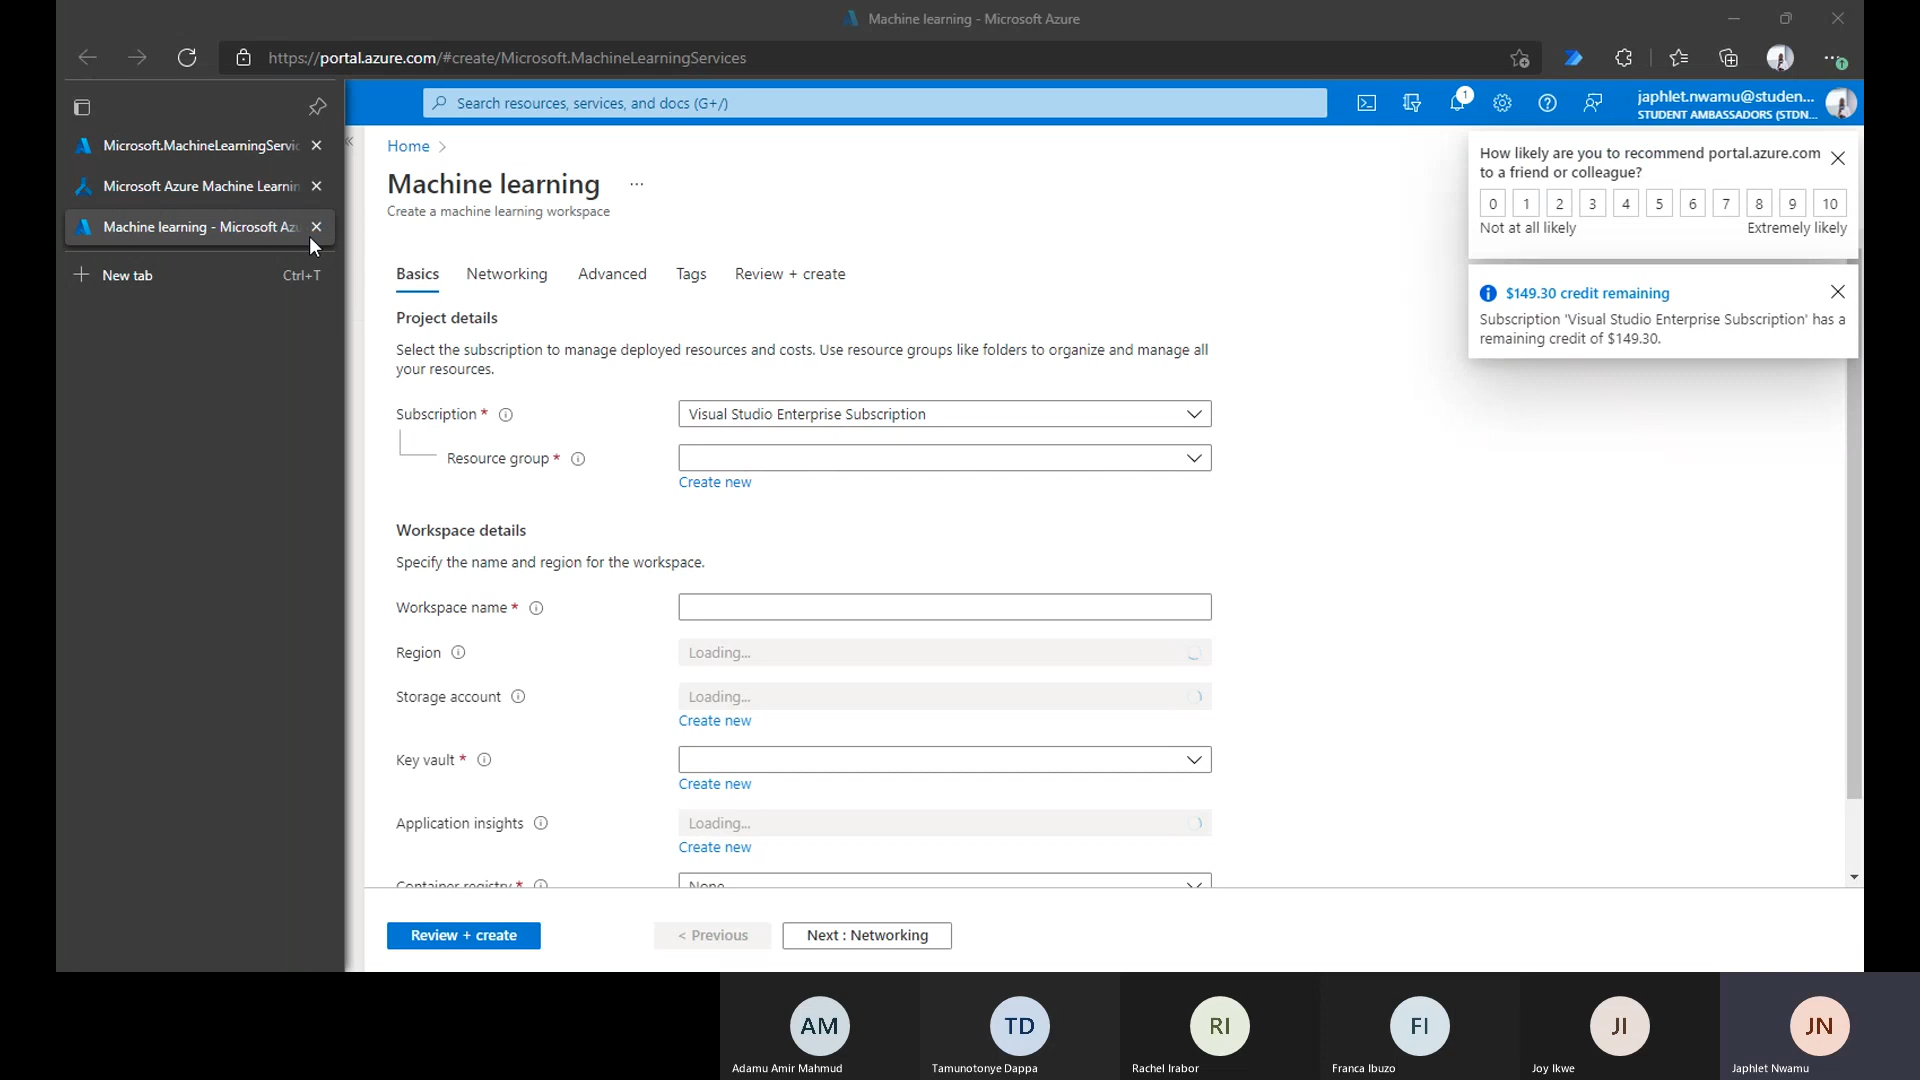 Machine learning - Microsoft Azure
https://portal.azure.com/#create/Microsoft.MachineLearningServices
Search resources, services, and docs (G+/)
1
japhlet.nwamu@studen...
STUDENT AMBASSADORS (STDN...
Microsoft.MachineLearningServic
Microsoft Azure Machine Learnin
Machine learning - Microsoft Azu
New tab
Ctrl+T
Home
Machine learning
...
Create a machine learning workspace
How likely are you to recommend portal.azure.com
to a friend or colleague?
0 1 2 3 4 5 6 7 8 9 10
Not at all likely
Extremely likely
$149.30 credit remaining
Subscription 'Visual Studio Enterprise Subscription' has a
remaining credit of $149.30.
Basics Networking Advanced Tags Review + create
Project details
Select the subscription to manage deployed resources and costs. Use resource groups like folders to organize and manage all
your resources.
Subscription *
Visual Studio Enterprise Subscription
Resource group *
Create new
Workspace details
Specify the name and region for the workspace.
Workspace name *
Region
Loading...
Storage account
Loading...
Create new
Key vault *
Create new
Application insights
Loading...
Create new
Container registry *
None
Review + create
< Previous
Next : Networking
AM
Adamu Amir Mahmud
TD
Tamunotonye Dappa
RI
Rachel Irabor
FI
Franca Ibuzo
JI
Joy Ikwe
JN
Japhlet Nwamu